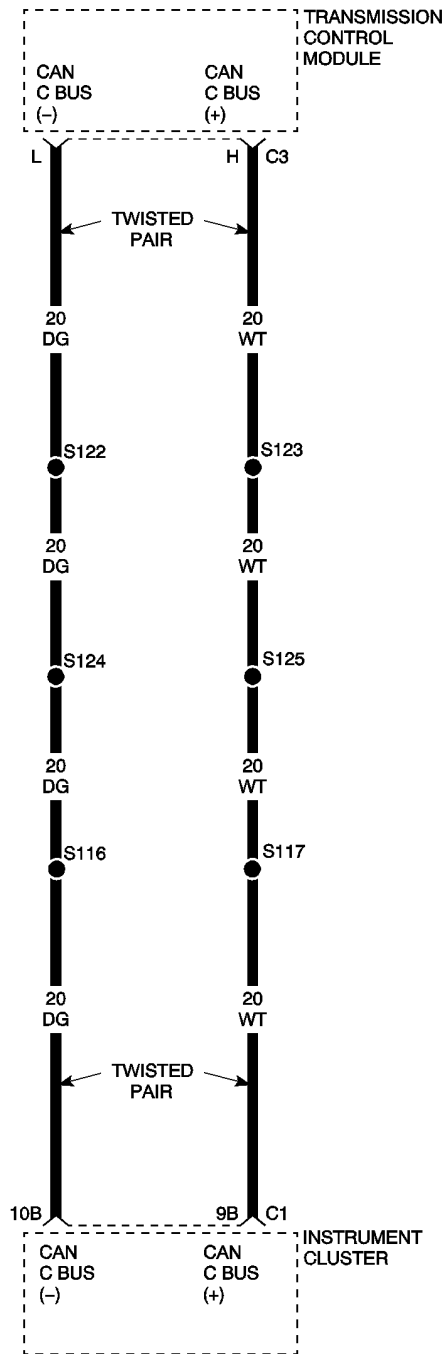 TRANSMISSION
CONTROL
MODULE
CAN
C BUS
(–)
CAN
C BUS
(+)
L
H
C3
TWISTED
PAIR
20
DG
20
WT
S122
S123
20
DG
20
WT
S124
S125
20
DG
20
WT
S116
S117
20
DG
20
WT
TWISTED
PAIR
10B
9B
C1
CAN
C BUS
(–)
CAN
C BUS
(+)
INSTRUMENT
CLUSTER